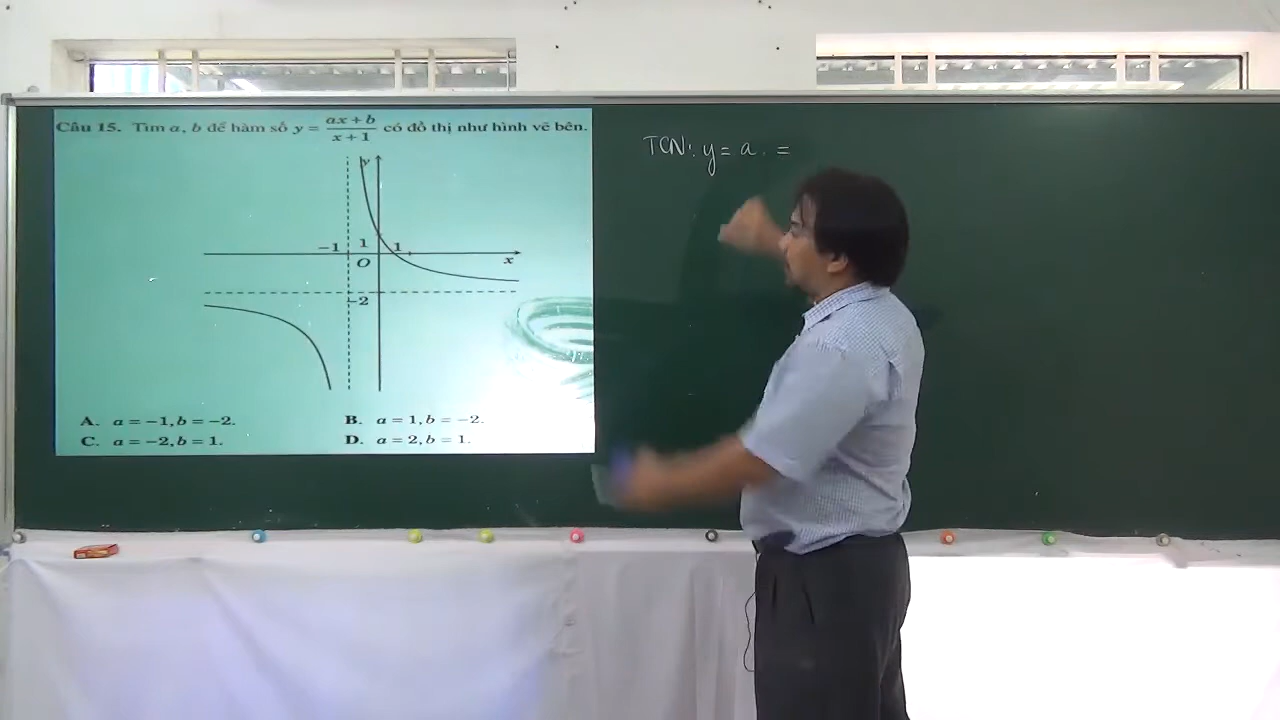 Câu 15. Tìm a, b để hàm số y = \frac{ax + b}{x + 1} có đồ thị như hình vẽ bên.
TCN: y = a. =
y
-1 1 1
O x
-2
A. a = −1, b = −2. B. a = 1, b = −2.
C. a = −2, b = 1. D. a = 2, b = 1.